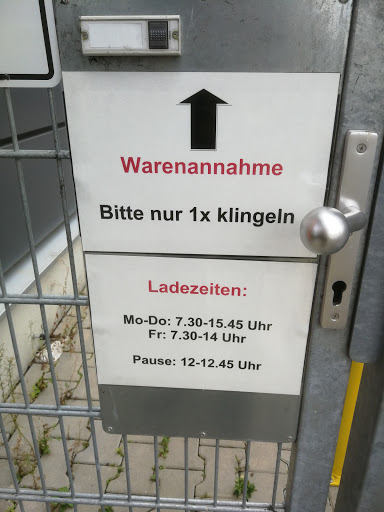 Warenannahme
Bitte nur 1x klingeln
Ladezeiten:
Mo-Do: 7.30-15.45 Uhr
Fr: 7.30-14 Uhr
Pause: 12-12.45 Uhr